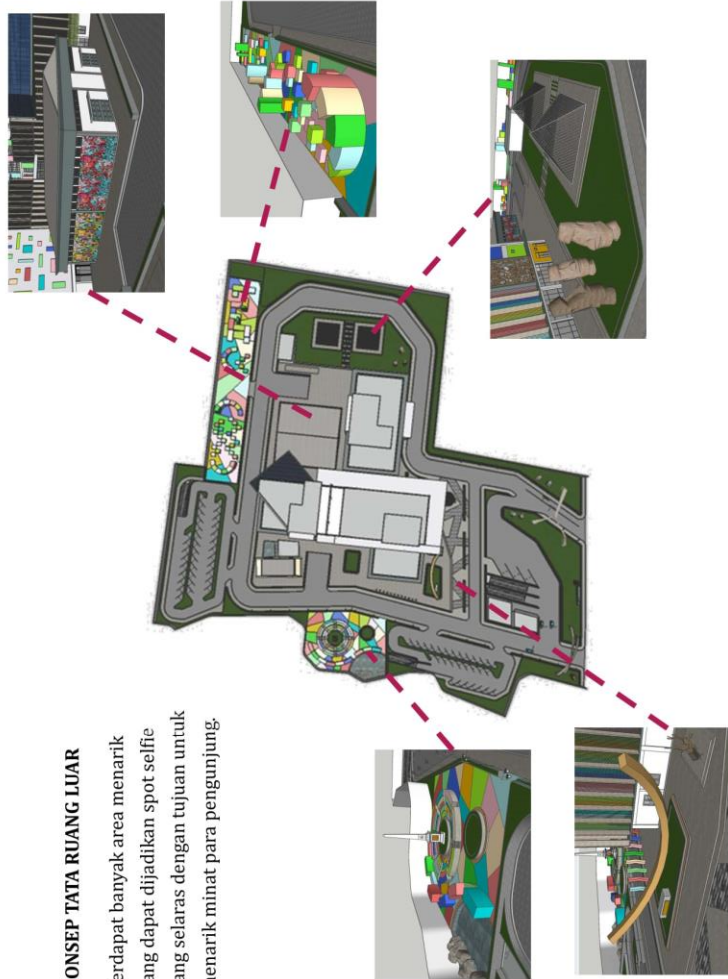 ONSEP TATA RUANG LUAR
erdapat banyak area menarik
ang dapat dijadikan spot selfie
ang selaras dengan tujuan untuk
enarik minat para pengunjung.